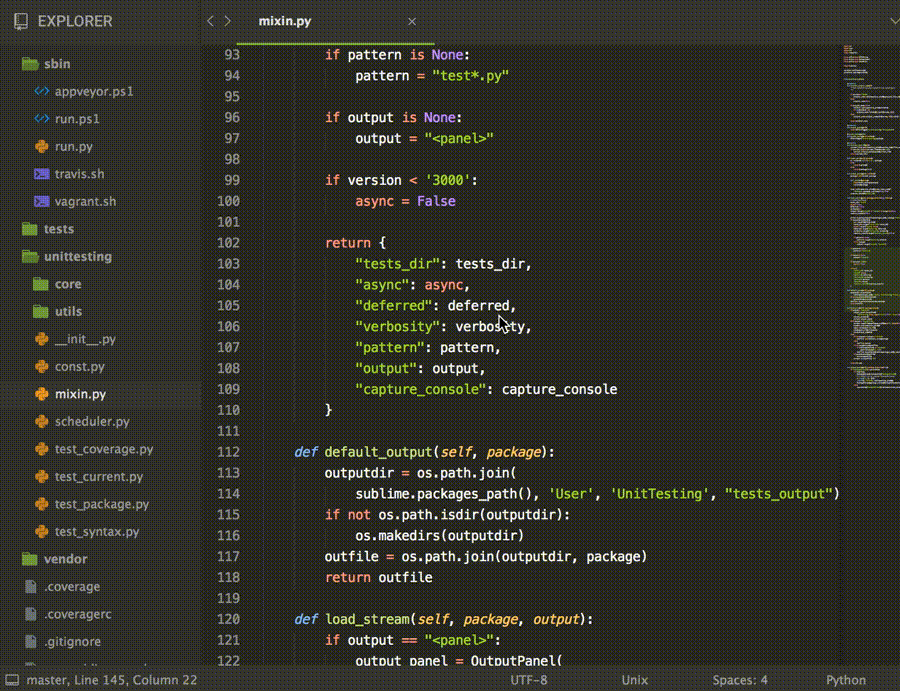 EXPLORER
sbin
appveyor.ps1
run.ps1
run.py
travis.sh
vagrant.sh
tests
unittesting
core
utils
__init__.py
const.py
mixin.py
scheduler.py
test_coverage.py
test_current.py
test_package.py
test_syntax.py
vendor
.coverage
.coveragerc
.gitignore
mixin.py
93 if pattern is None:
94 pattern = "test*.py"
95
96 if output is None:
97 output = "<panel>"
98
99 if version < '3000':
100 async = False
101
102 return {
103 "tests_dir": tests_dir,
104 "async": async,
105 "deferred": deferred,
106 "verbosity": verbosity,
107 "pattern": pattern,
108 "output": output,
109 "capture_console": capture_console
110 }
111
112 def default_output(self, package):
113 outputdir = os.path.join(
114 sublime.packages_path(), 'User', 'UnitTesting', "tests_output")
115 if not os.path.isdir(outputdir):
116 os.makedirs(outputdir)
117 outfile = os.path.join(outputdir, package)
118 return outfile
119
120 def load_stream(self, package, output):
121 if output == "<panel>":
122 output_panel = OutputPanel(
master, Line 145, Column 22
UTF-8
Unix
Spaces: 4
Python